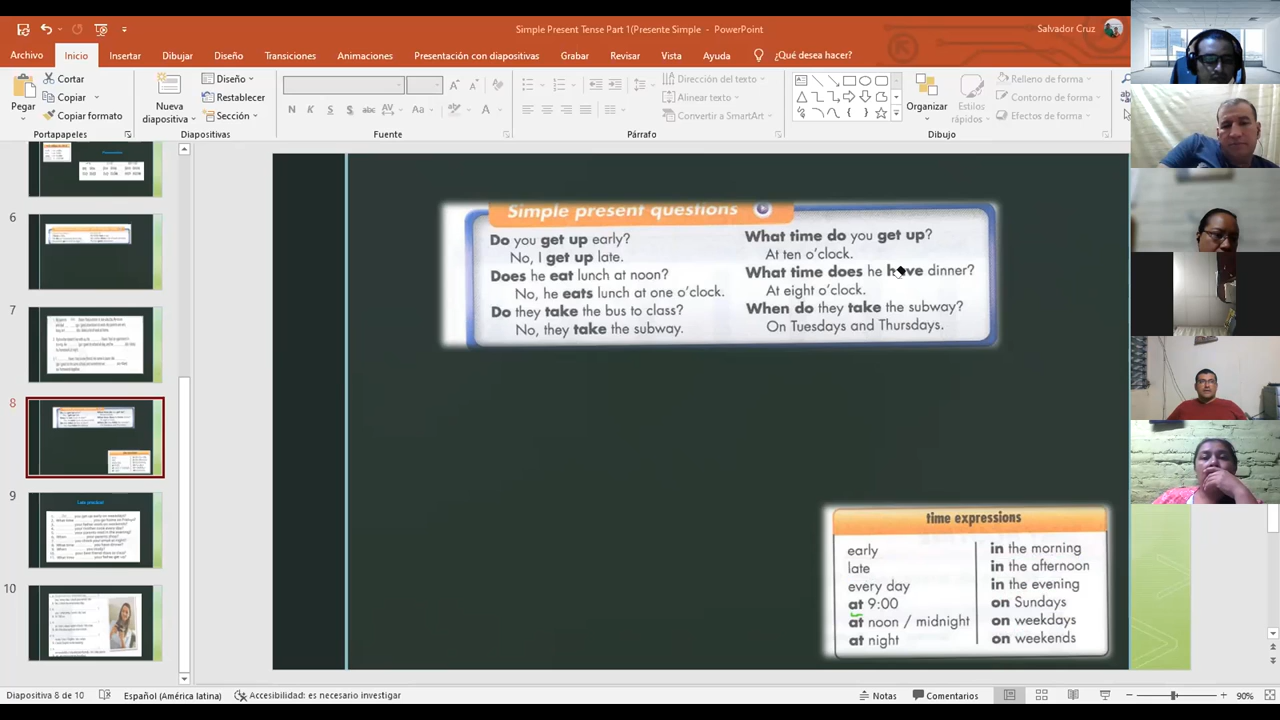 Simple Present Tense Part 1(Presente Simple - PowerPoint
Salvador Cruz
Archivo Inicio Insertar Dibujar Diseño Transiciones Animaciones Presentación con diapositivas Grabar Revisar Vista Ayuda ¿Qué desea hacer?
Pegar
Cortar
Copiar
Copiar formato
Portapapeles
Nueva
diapositiva
Diseño
Restablecer
Sección
Diapositivas
N K S S abc AV Aa A
Fuente
Dirección del texto
Alinear texto
Convertir a SmartArt
Párrafo
Organizar
Estilos
rápidos
Relleno de forma
Contorno de forma
Efectos de forma
Dibujo
6
7
8
9
10
Simple present questions
Do you get up early?
No, I get up late.
Does he eat lunch at noon?
No, he eats lunch at one o'clock.
Do they take the bus to class?
No, they take the subway.
What time do you get up?
At ten o'clock.
What time does he have dinner?
At eight o'clock.
When do they take the subway?
On Tuesdays and Thursdays.
time expressions
early
late
every day
at 9:00
at noon / midnight
at night
in the morning
in the afternoon
in the evening
on Sundays
on weekdays
on weekends
Diapositiva 8 de 10
Español (América latina)
Accesibilidad: es necesario investigar
Notas
Comentarios
90%